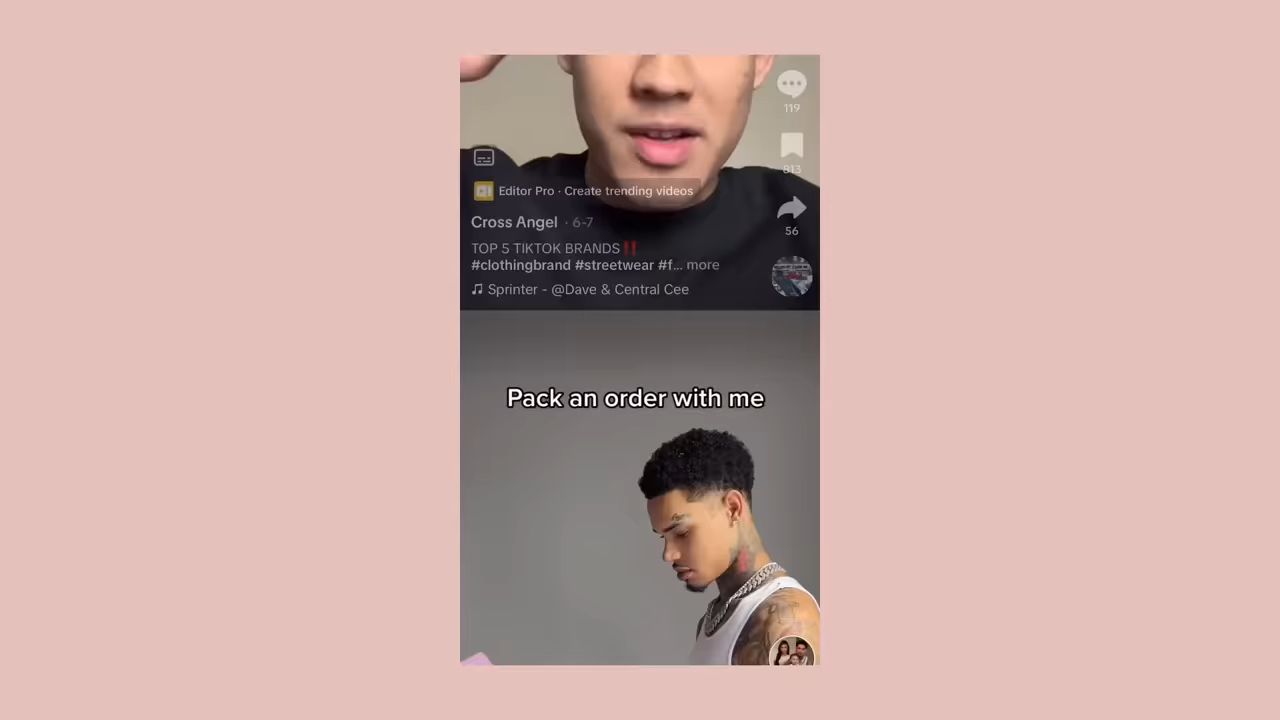 119
813
Editor Pro · Create trending videos
56
Cross Angel · 6-7
TOP 5 TIKTOK BRANDS‼️
#clothingbrand #streetwear #f... more
Sprinter - @Dave & Central Cee
Pack an order with me